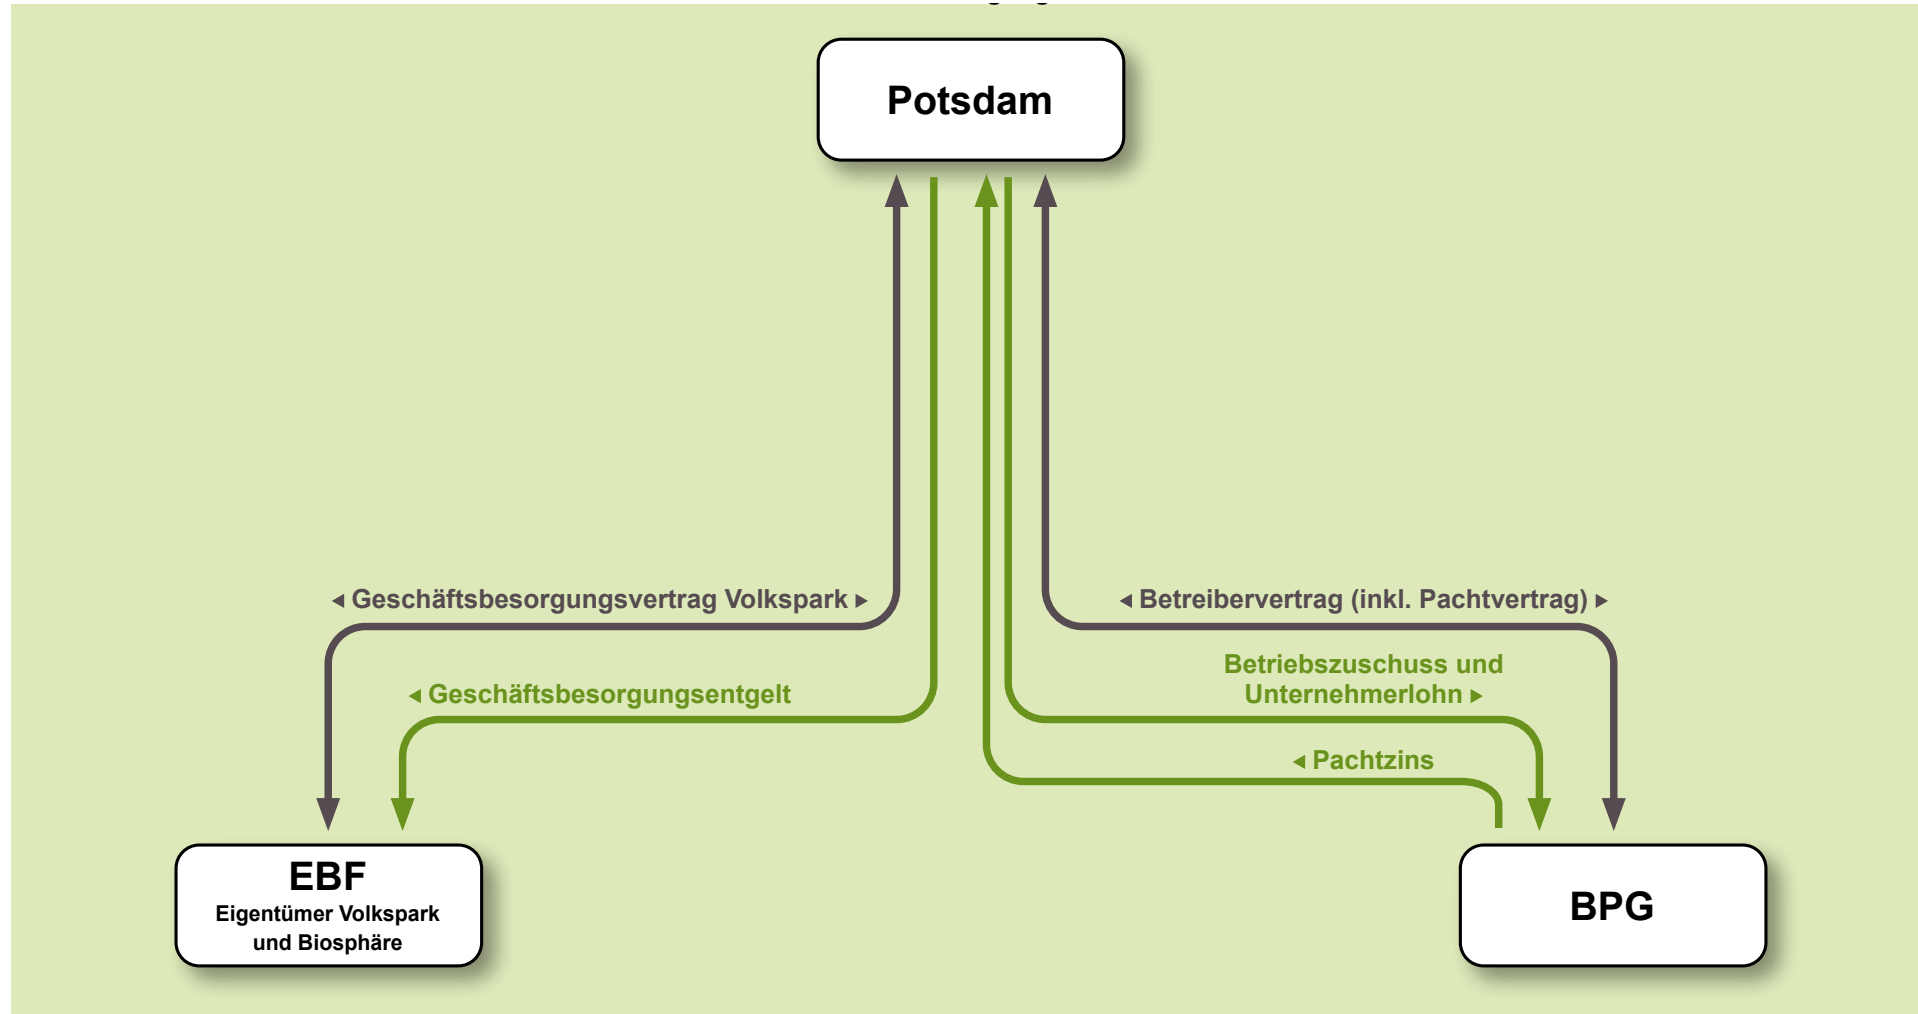 Potsdam
◂ Geschäftsbesorgungsvertrag Volkspark ▸
◂ Betreibervertrag (inkl. Pachtvertrag) ▸
◂ Geschäftsbesorgungsentgelt
Betriebszuschuss und
Unternehmerlohn ▸
◂ Pachtzins
EBF
Eigentümer Volkspark
und Biosphäre
BPG